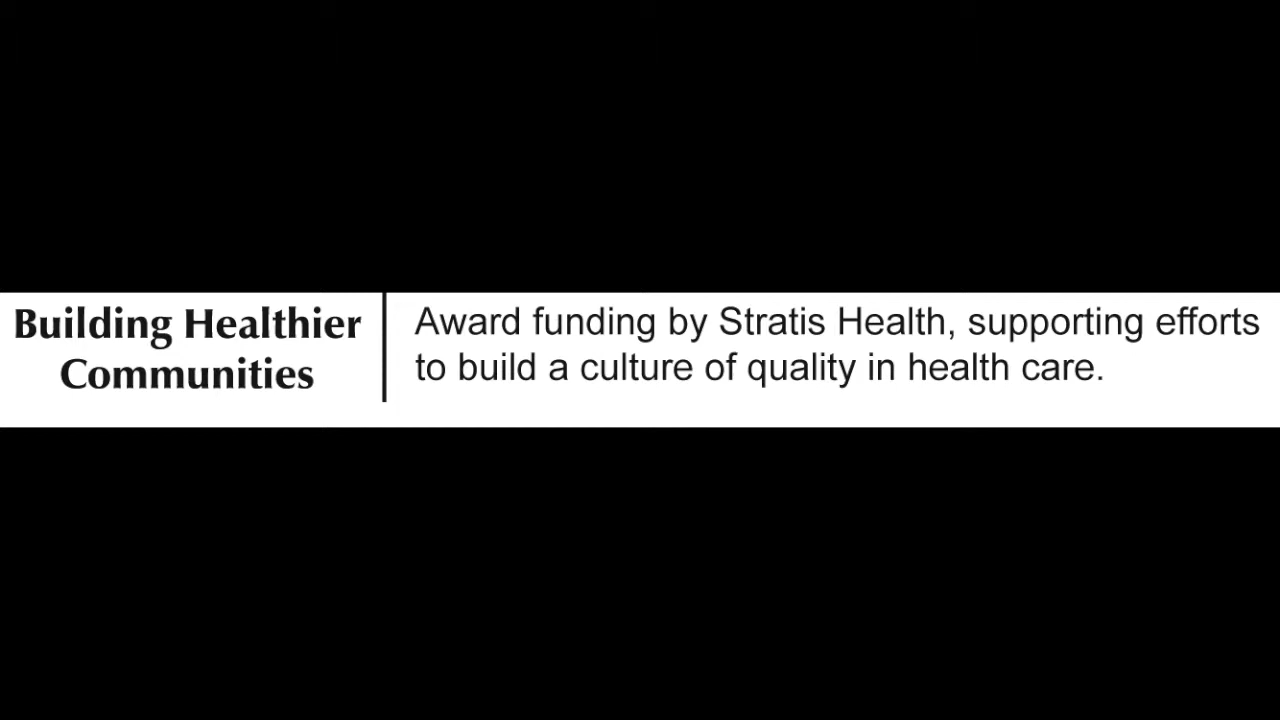 Building Healthier
Communities
Award funding by Stratis Health, supporting efforts
to build a culture of quality in health care.